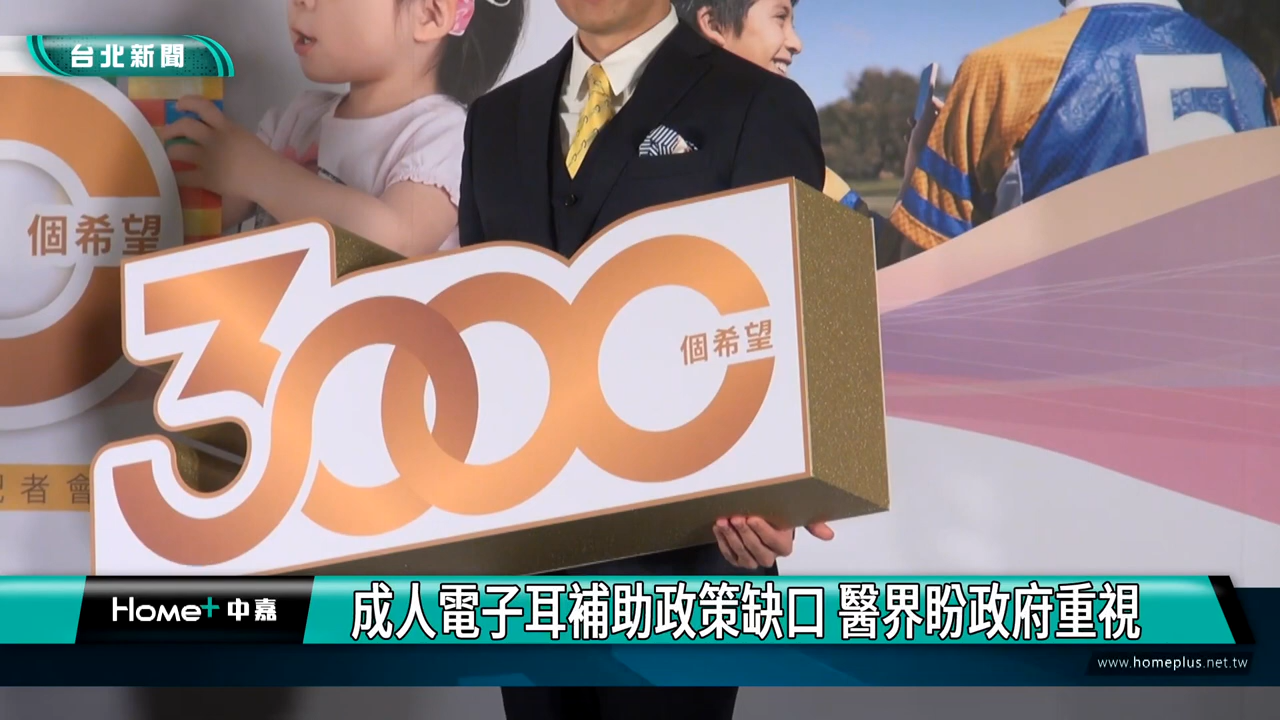 台北新聞
個希望
3000
個希望
記者會
5
Home+中嘉
成人電子耳補助政策缺口 醫界盼政府重視
www.homeplus.net.tw